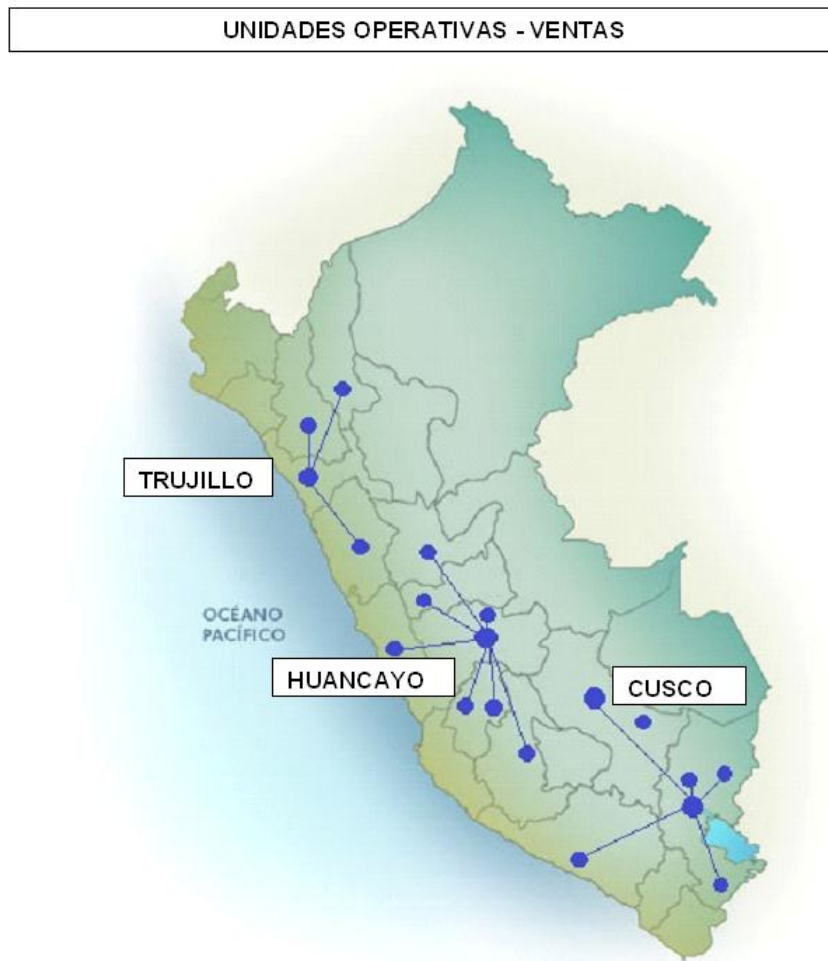 UNIDADES OPERATIVAS - VENTAS
TRUJILLO
OCÉANO
PACÍFICO
HUANCAYO
CUSCO